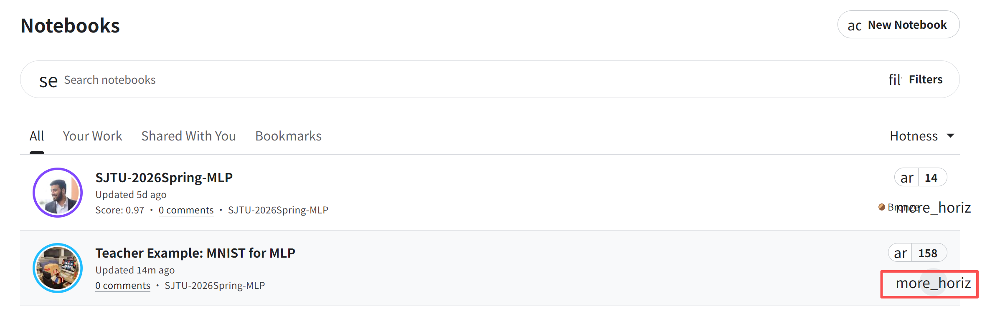 Notebooks
ac New Notebook
se Search notebooks
fil Filters
All Your Work Shared With You Bookmarks
Hotness
SJTU-2026Spring-MLP
Updated 5d ago
Score: 0.97 • 0 comments • SJTU-2026Spring-MLP
ar 14
Bronze
more_horiz
Teacher Example: MNIST for MLP
Updated 14m ago
0 comments • SJTU-2026Spring-MLP
ar 158
more_horiz